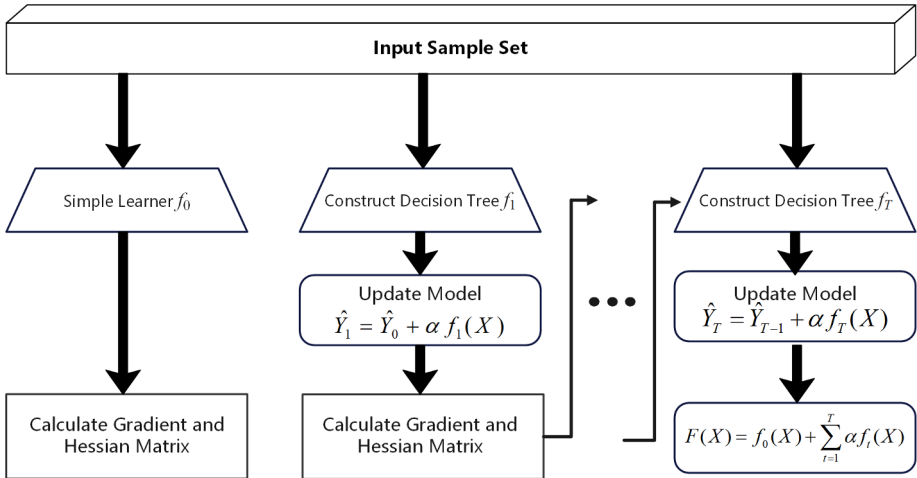 Input Sample Set
Simple Learner f₀
Construct Decision Tree f₁
Construct Decision Tree f_T
Update Model
Ŷ₁ = Ŷ₀ + α f₁(X)
•••
Update Model
Ŷ_T = Ŷ_{T−1} + α f_T(X)
Calculate Gradient and
Hessian Matrix
Calculate Gradient and
Hessian Matrix
F(X) = f₀(X) + ∑_{t=1}^{T} α f_t(X)